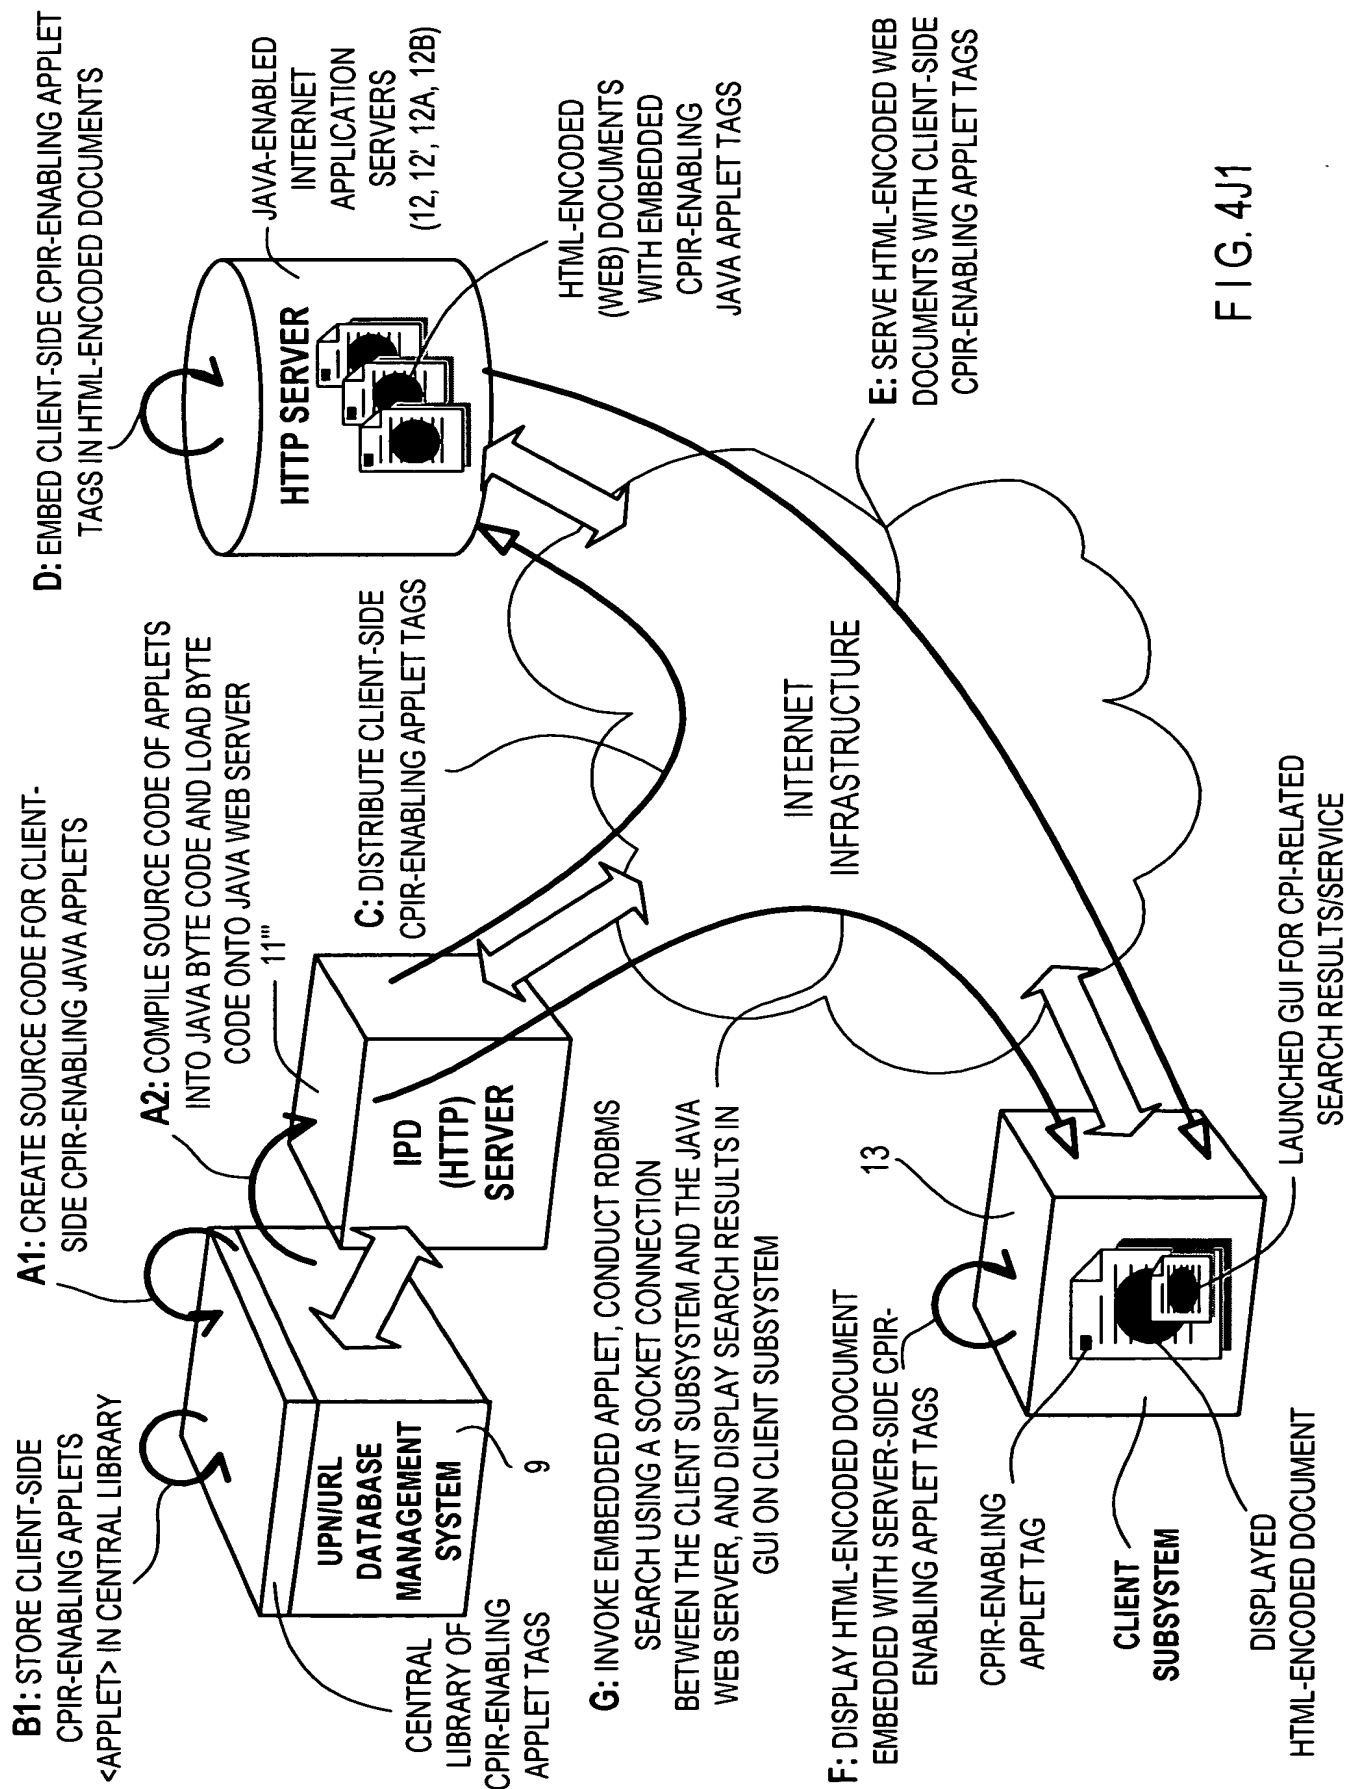 B1: STORE CLIENT-SIDE
CPIR-ENABLING APPLETS
<APPLET> IN CENTRAL LIBRARY
A1: CREATE SOURCE CODE FOR CLIENT-
SIDE CPIR-ENABLING JAVA APPLETS
A2: COMPILE SOURCE CODE OF APPLETS
INTO JAVA BYTE CODE AND LOAD BYTE
CODE ONTO JAVA WEB SERVER
11'''
D: EMBED CLIENT-SIDE CPIR-ENABLING APPLET
TAGS IN HTML-ENCODED DOCUMENTS
JAVA-ENABLED
INTERNET
APPLICATION
SERVERS
(12, 12', 12A, 12B)
HTTP SERVER
HTML-ENCODED
(WEB) DOCUMENTS
WITH EMBEDDED
CPIR-ENABLING
JAVA APPLET TAGS
C: DISTRIBUTE CLIENT-SIDE
CPIR-ENABLING APPLET TAGS
IPD
(HTTP)
SERVER
UPN/URL
DATABASE
MANAGEMENT
SYSTEM
9
CENTRAL
LIBRARY OF
CPIR-ENABLING
APPLET TAGS
G: INVOKE EMBEDDED APPLET, CONDUCT RDBMS
SEARCH USING A SOCKET CONNECTION
BETWEEN THE CLIENT SUBSYSTEM AND THE JAVA
WEB SERVER, AND DISPLAY SEARCH RESULTS IN
GUI ON CLIENT SUBSYSTEM
INTERNET
INFRASTRUCTURE
E: SERVE HTML-ENCODED WEB
DOCUMENTS WITH CLIENT-SIDE
CPIR-ENABLING APPLET TAGS
F: DISPLAY HTML-ENCODED DOCUMENT
EMBEDDED WITH SERVER-SIDE CPIR-
ENABLING APPLET TAGS
13
CPIR-ENABLING
APPLET TAG
CLIENT
SUBSYSTEM
DISPLAYED
HTML-ENCODED DOCUMENT
LAUNCHED GUI FOR CPI-RELATED
SEARCH RESULTS/SERVICE
FIG. 4J1